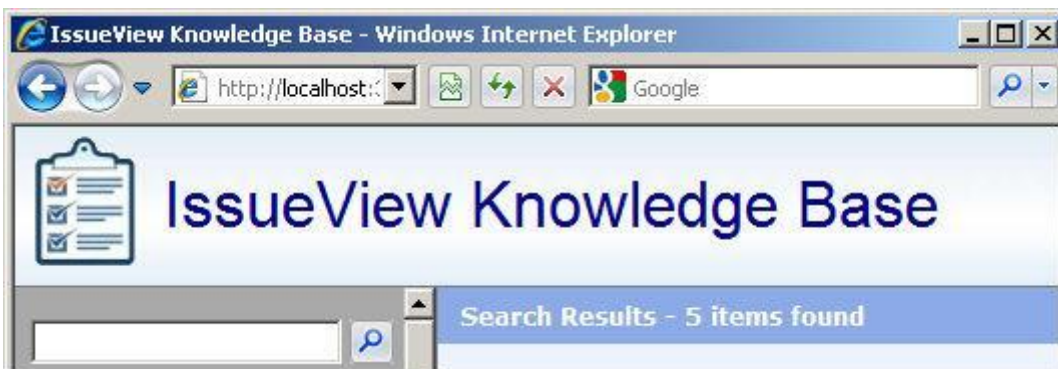 IssueView Knowledge Base - Windows Internet Explorer
http://localhost:
Google
IssueView Knowledge Base
Search Results - 5 items found